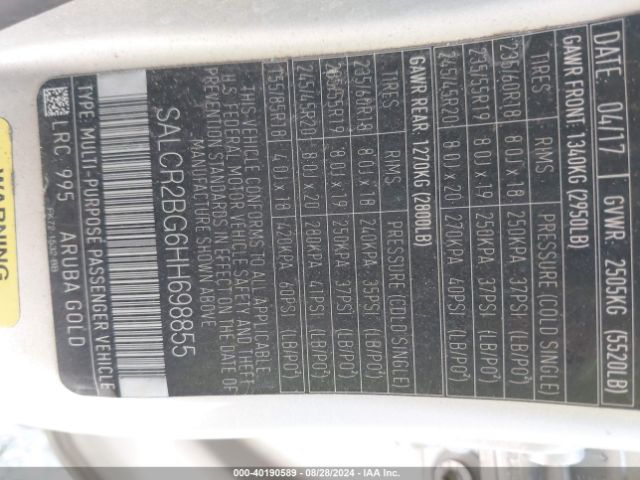 DATE: 04/17 GVWR: 2505KG (5520LB)
GAWR FRONT: 1340KG (2950LB)
TIRES RIMS PRESSURE (COLD SINGLE)
235/60R18 8.0J x 18 250KPA 37PSI (LB/PO²)
235/65R19 8.0J x 19 250KPA 37PSI (LB/PO²)
245/45R20 8.0J x 20 270KPA 40PSI (LB/PO²)
GAWR REAR: 1270KG (2800LB)
TIRES RIMS PRESSURE (COLD SINGLE)
235/60R18 8.0J x 18 240KPA 35PSI (LB/PO²)
8.0J x 19 250KPA 37PSI (LB/PO²)
245/45R20 8.0J x 20 280KPA 41PSI (LB/PO²)
T155/85R18 4.0J x 18 420KPA 60PSI (LB/PO²)
THIS VEHICLE CONFORMS TO ALL APPLICABLE
U.S. FEDERAL MOTOR VEHICLE SAFETY AND THEFT
PREVENTION STANDARDS IN EFFECT ON THE DATE OF
MANUFACTURE SHOWN ABOVE
SALCR2BG6HH698855
TYPE: MULTI-PURPOSE PASSENGER VEHICLE
LRC 995 ARUBA GOLD
WARNING
000-40190589 / 08/28/2024 / IAA Inc.